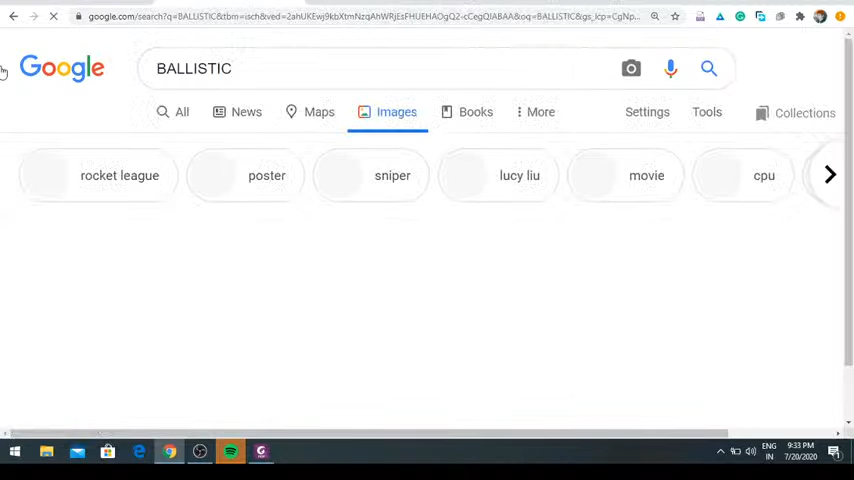 google.com/search?q=BALLISTIC&tbm=isch&ved=2ahUKEwj9kbXtmNzqAhWRjEsFHUEHAOgQ2-cCegQIABAA&oq=BALLISTIC&gs_lcp=CgNp...
Google BALLISTIC
All News Maps Images Books More Settings Tools Collections
rocket league poster sniper lucy liu movie cpu
ENG 9:33 PM
IN 7/20/2020